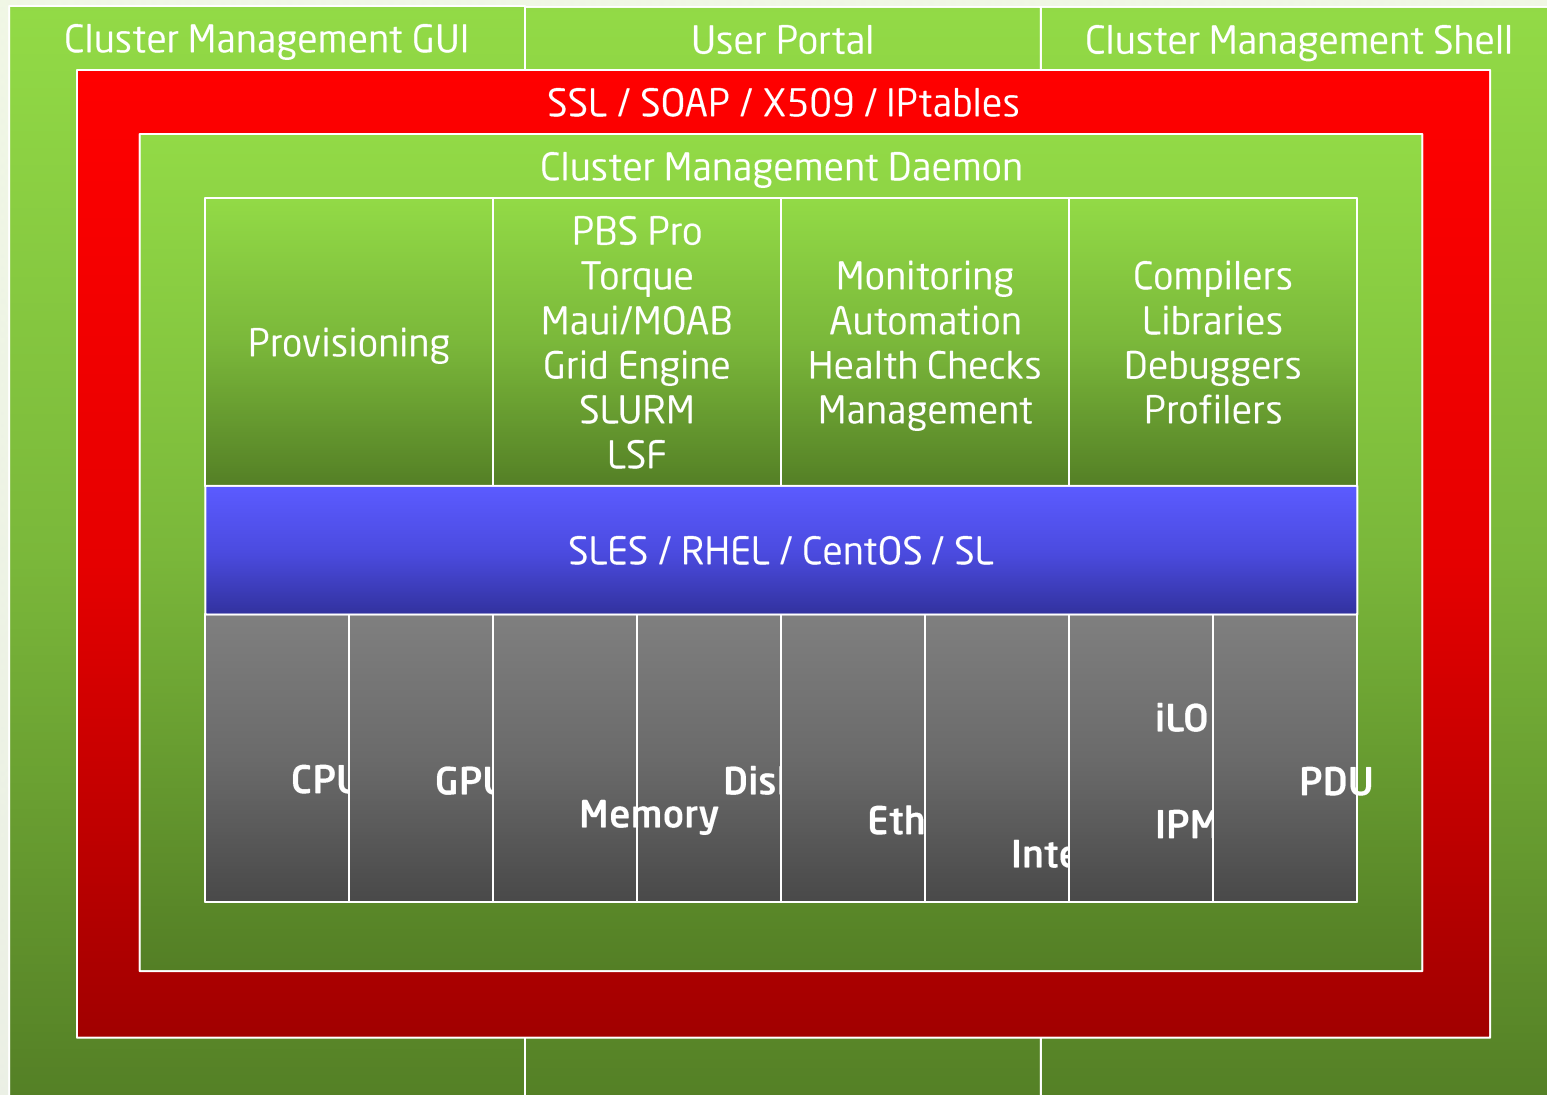 Cluster Management GUI
User Portal
Cluster Management Shell
SSL / SOAP / X509 / IPtables
Cluster Management Daemon
Provisioning
PBS Pro
Torque
Maui/MOAB
Grid Engine
SLURM
LSF
Monitoring
Automation
Health Checks
Management
Compilers
Libraries
Debuggers
Profilers
SLES / RHEL / CentOS / SL
Memory
iLO
PDU